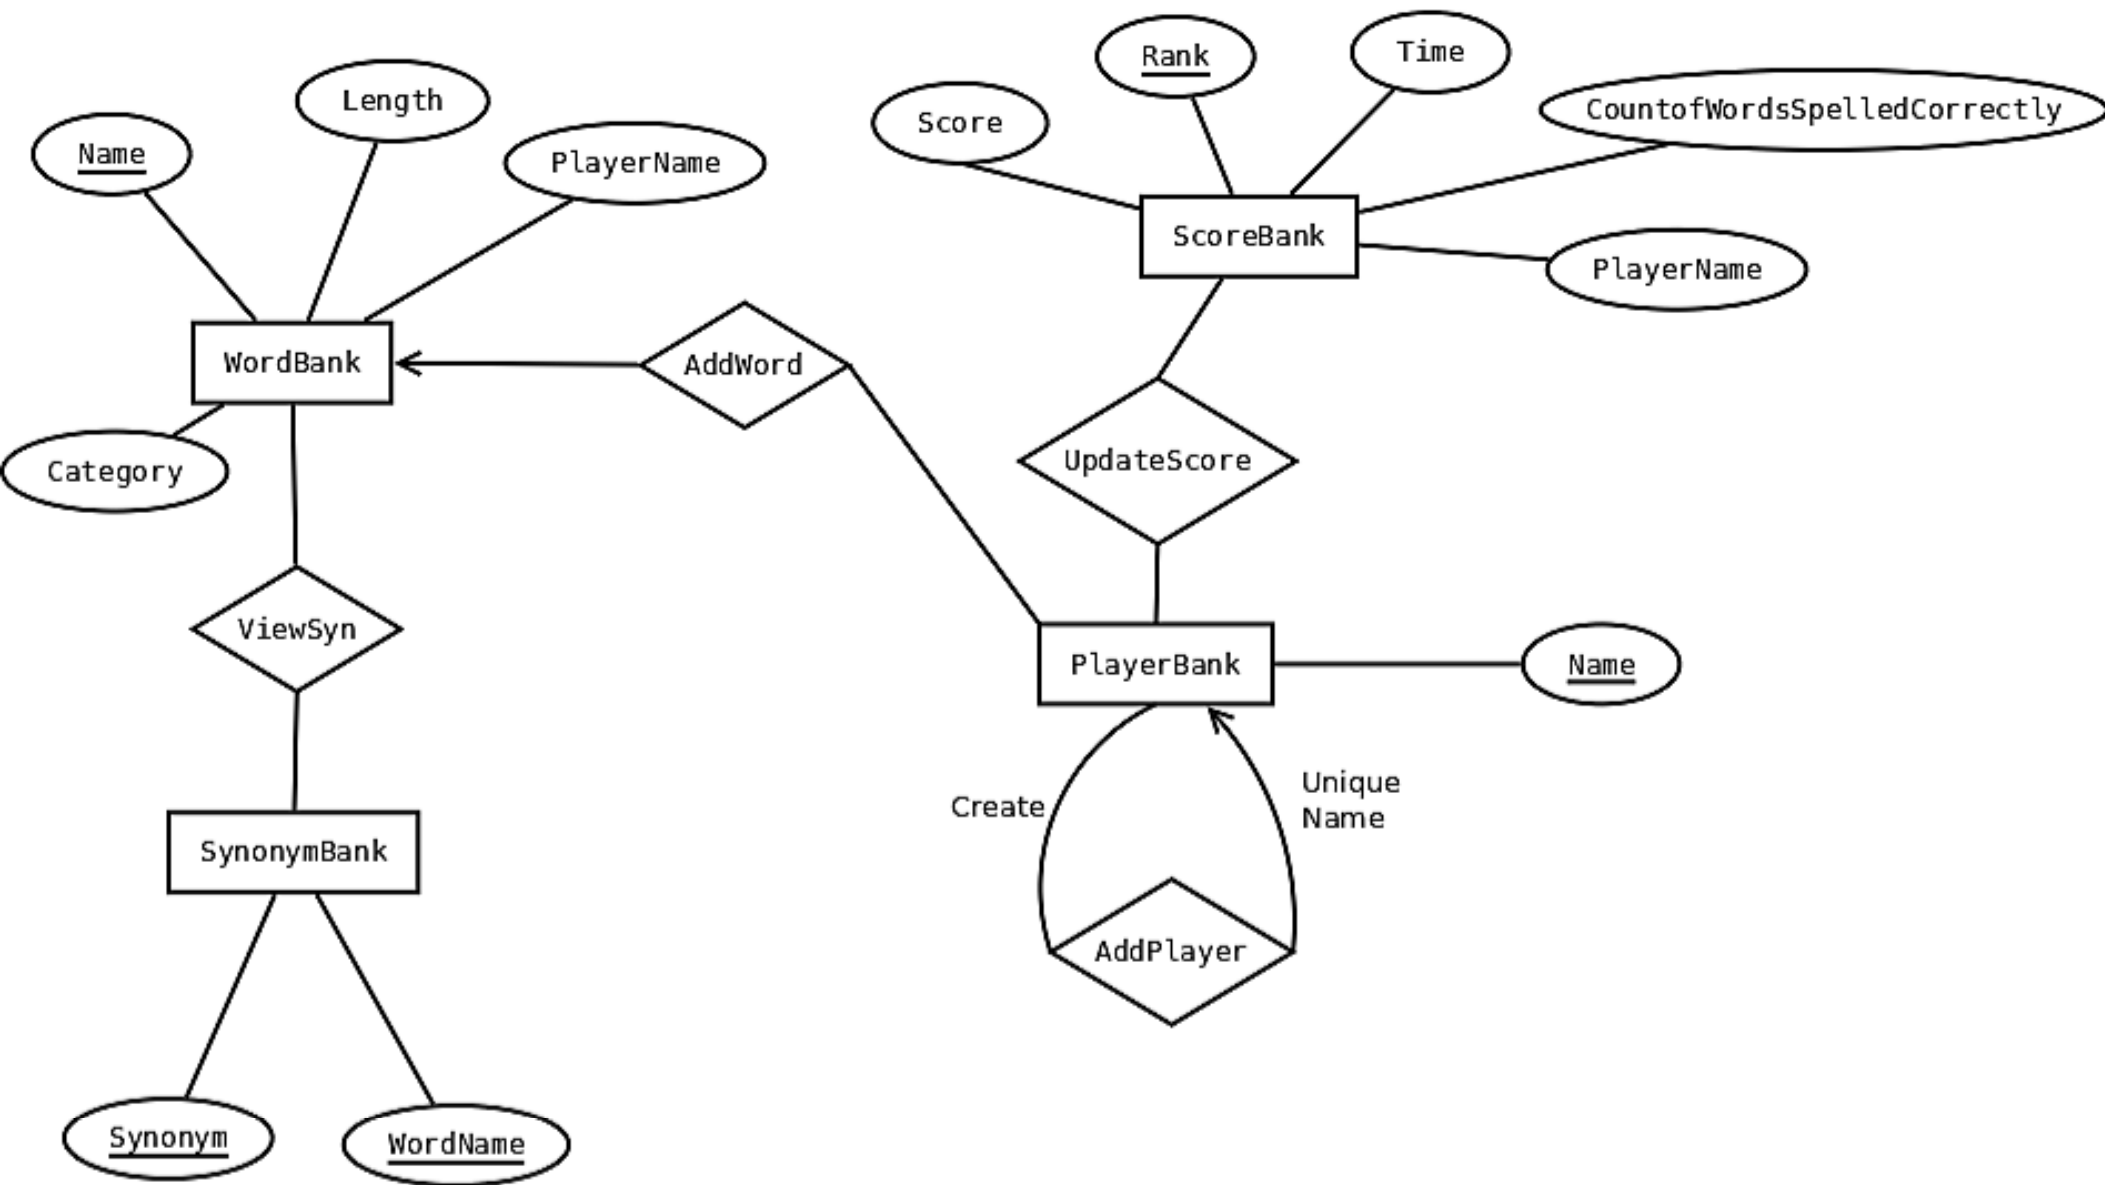 Rank
Time
Length
Score
CountofWordsSpelledCorrectly
Name
PlayerName
ScoreBank
PlayerName
WordBank
AddWord
Category
UpdateScore
ViewSyn
PlayerBank
Name
Create
Unique
Name
SynonymBank
AddPlayer
Synonym
WordName